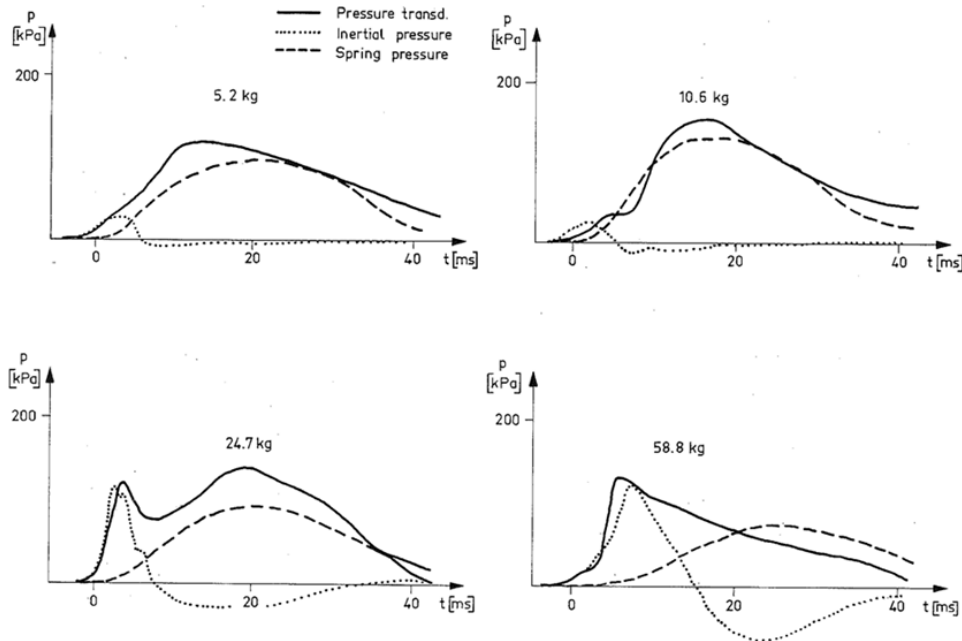 P
[kPa]
200
Pressure transd.
Inertial pressure
Spring pressure
5.2 kg
0
20
40
t[ms]
P
[kPa]
200
10.6 kg
0
20
40
t[ms]
P
[kPa]
200
24.7 kg
0
20
40
t[ms]
P
[kPa]
200
58.8 kg
0
20
40
t[ms]